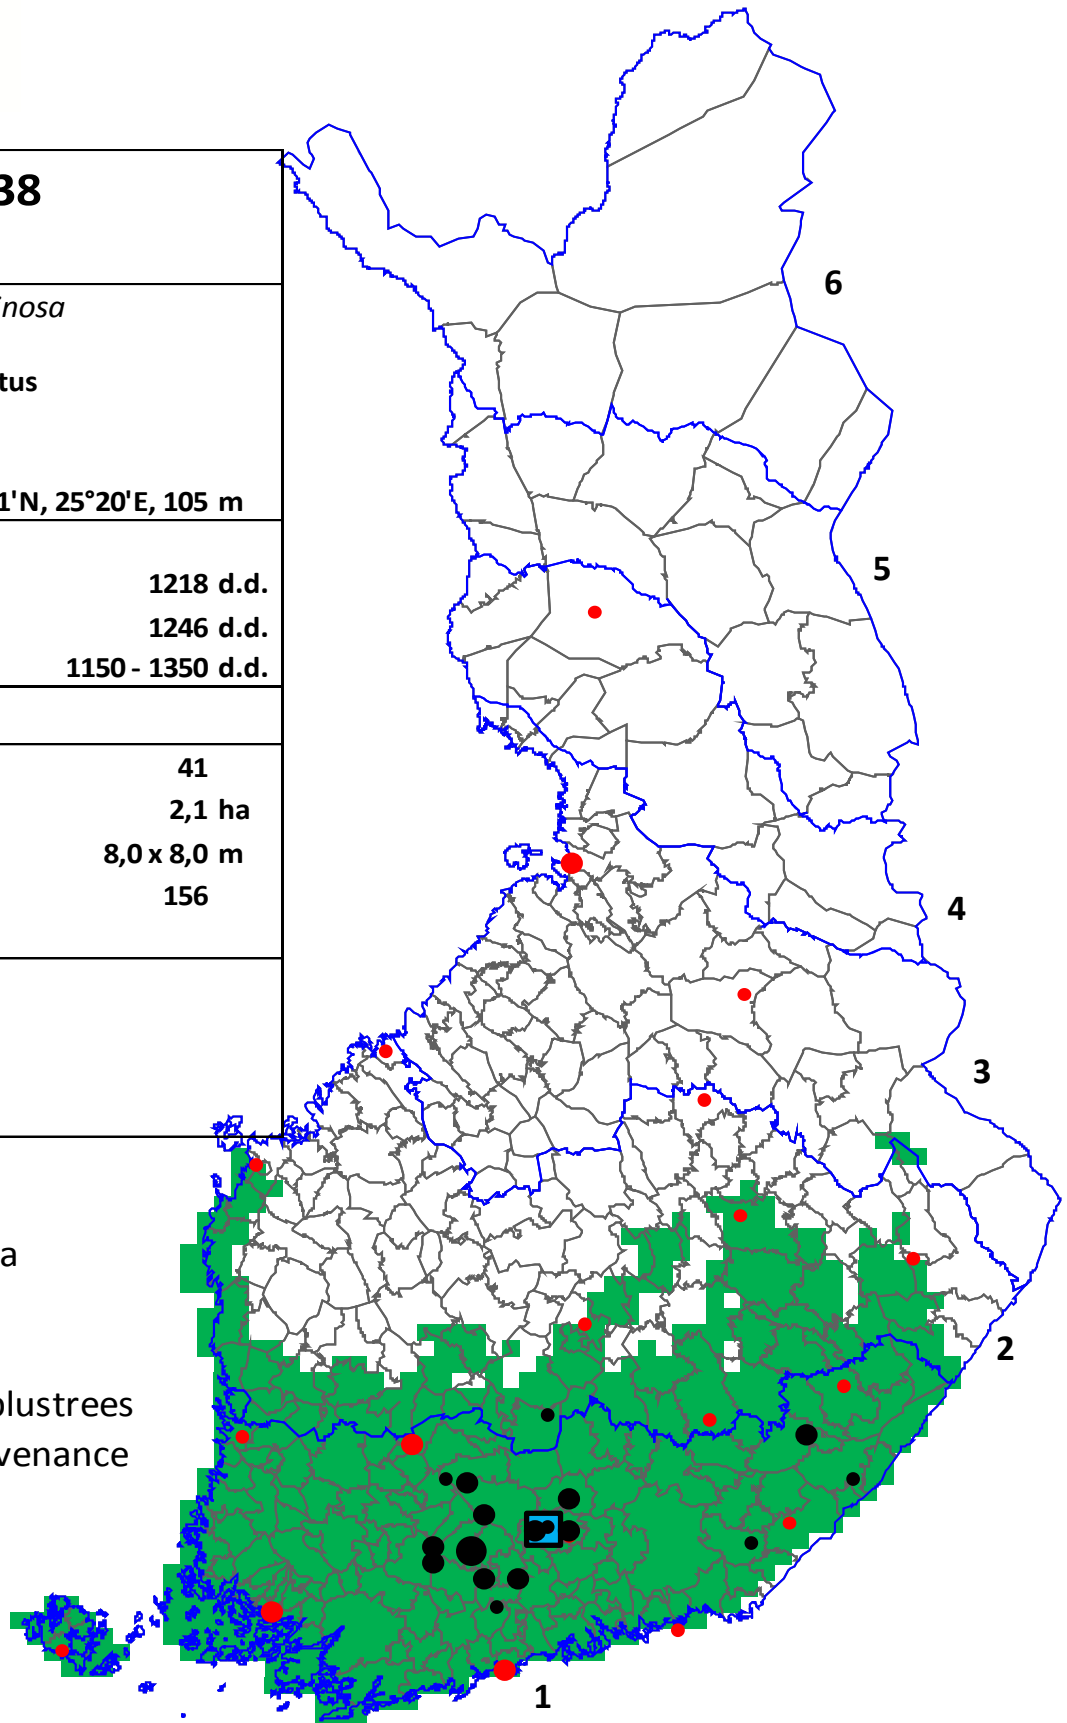 38
inosa
tus
1'N, 25°20'E, 105 m
1218 d.d.
1246 d.d.
1150 - 1350 d.d.
41
2,1 ha
8,0 x 8,0 m
156
a
plustrees
venance
6
5
4
3
2
1